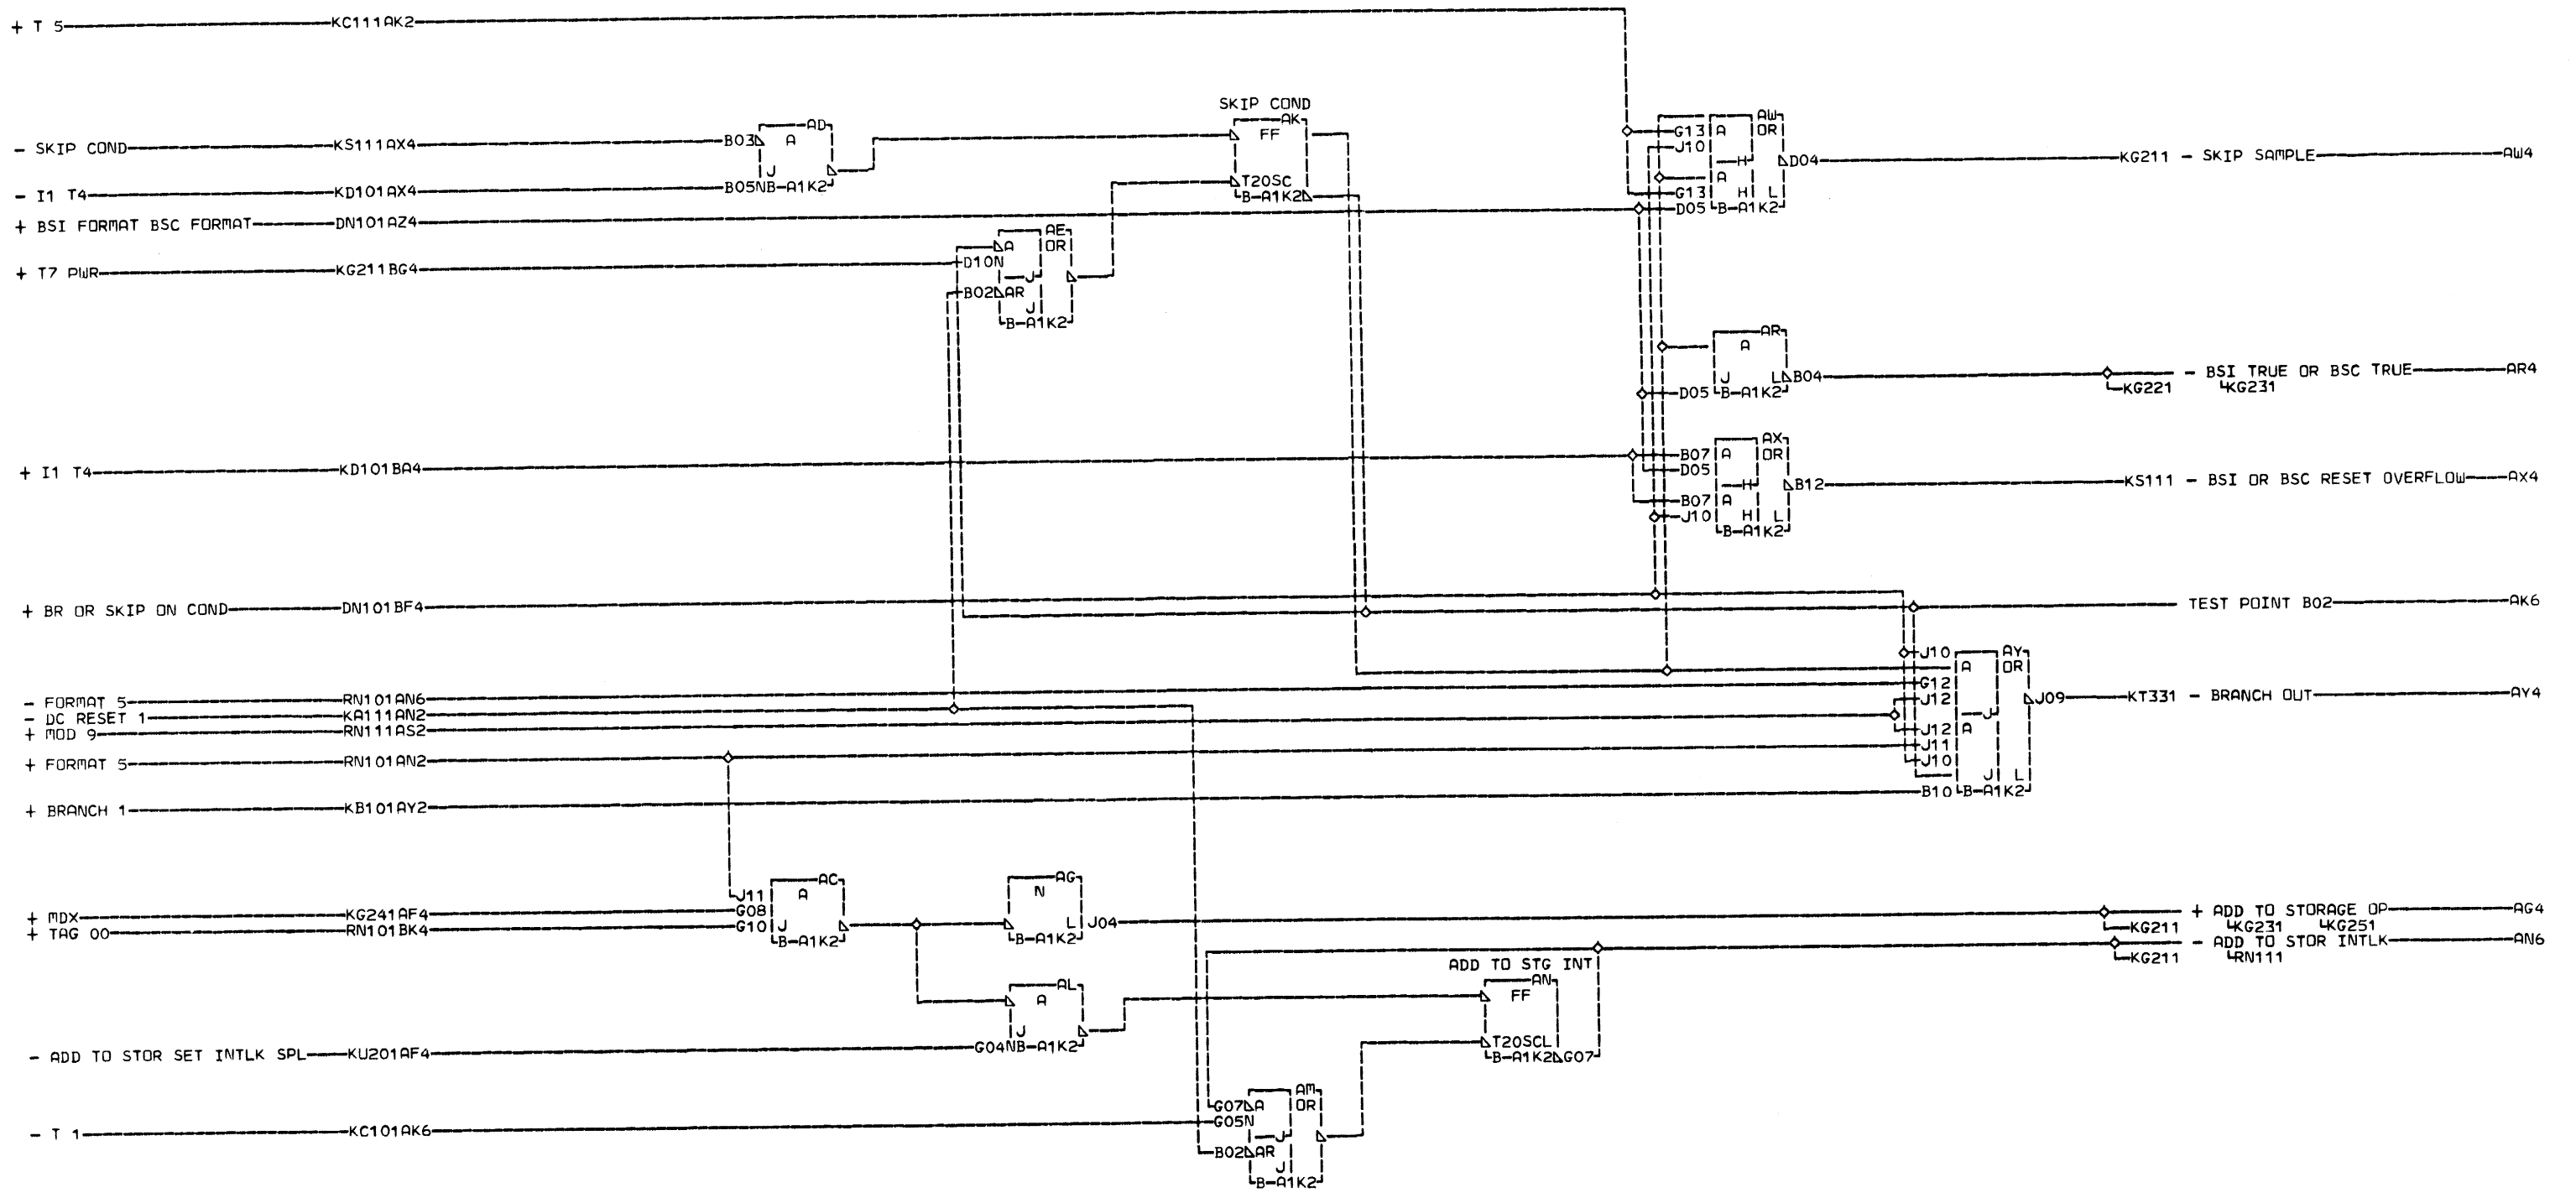 + T 5 KC111AK2
SKIP COND
- SKIP COND KS111AX4 B03 A AD J
FF AK T20SC B-A1K2
G13 J10 A AW OR H D04 KG211 - SKIP SAMPLE AW4
A G13 H L D05 B-A1K2
- I1 T4 KD101AX4 B05NB-A1K2
+ BSI FORMAT BSC FORMAT DN101AZ4
+ T7 PWR KG211BG4 D10N A AE OR J
B02 AR J B-A1K2
A AR J L B04 - BSI TRUE OR BSC TRUE AR4
D05 B-A1K2 KG221 KG231
+ I1 T4 KD101BA4 B07 D05 A AX OR H
B07 A B12 KS111 - BSI OR BSC RESET OVERFLOW AX4
J10 H L B-A1K2
+ BR OR SKIP ON COND DN101BF4
TEST POINT B02 AK6
J10 A AY OR
- FORMAT 5 RN101AN6 G12
- DC RESET 1 KA111AN2 J12 J J09 KT331 - BRANCH OUT AY4
+ MOD 9 RN111AS2 J12 A
+ FORMAT 5 RN101AN2 J11
J10 J L
+ BRANCH 1 KB101AY2 B10 B-A1K2
J11 A AC
N AG
+ MDX KG241AF4 G08
+ TAG 00 RN101BK4 G10 J B-A1K2
L J04 B-A1K2
+ ADD TO STORAGE OP AG4
KG211 KG231 KG251
- ADD TO STOR INTLK AN6
KG211 RN111
ADD TO STG INT
A AL J
FF AN
- ADD TO STOR SET INTLK SPL KU201AF4 G04NB-A1K2
T20SCL B-A1K2 G07
G07 A AM OR
- T 1 KC101AK6 G05N J
B02 AR J
B-A1K2